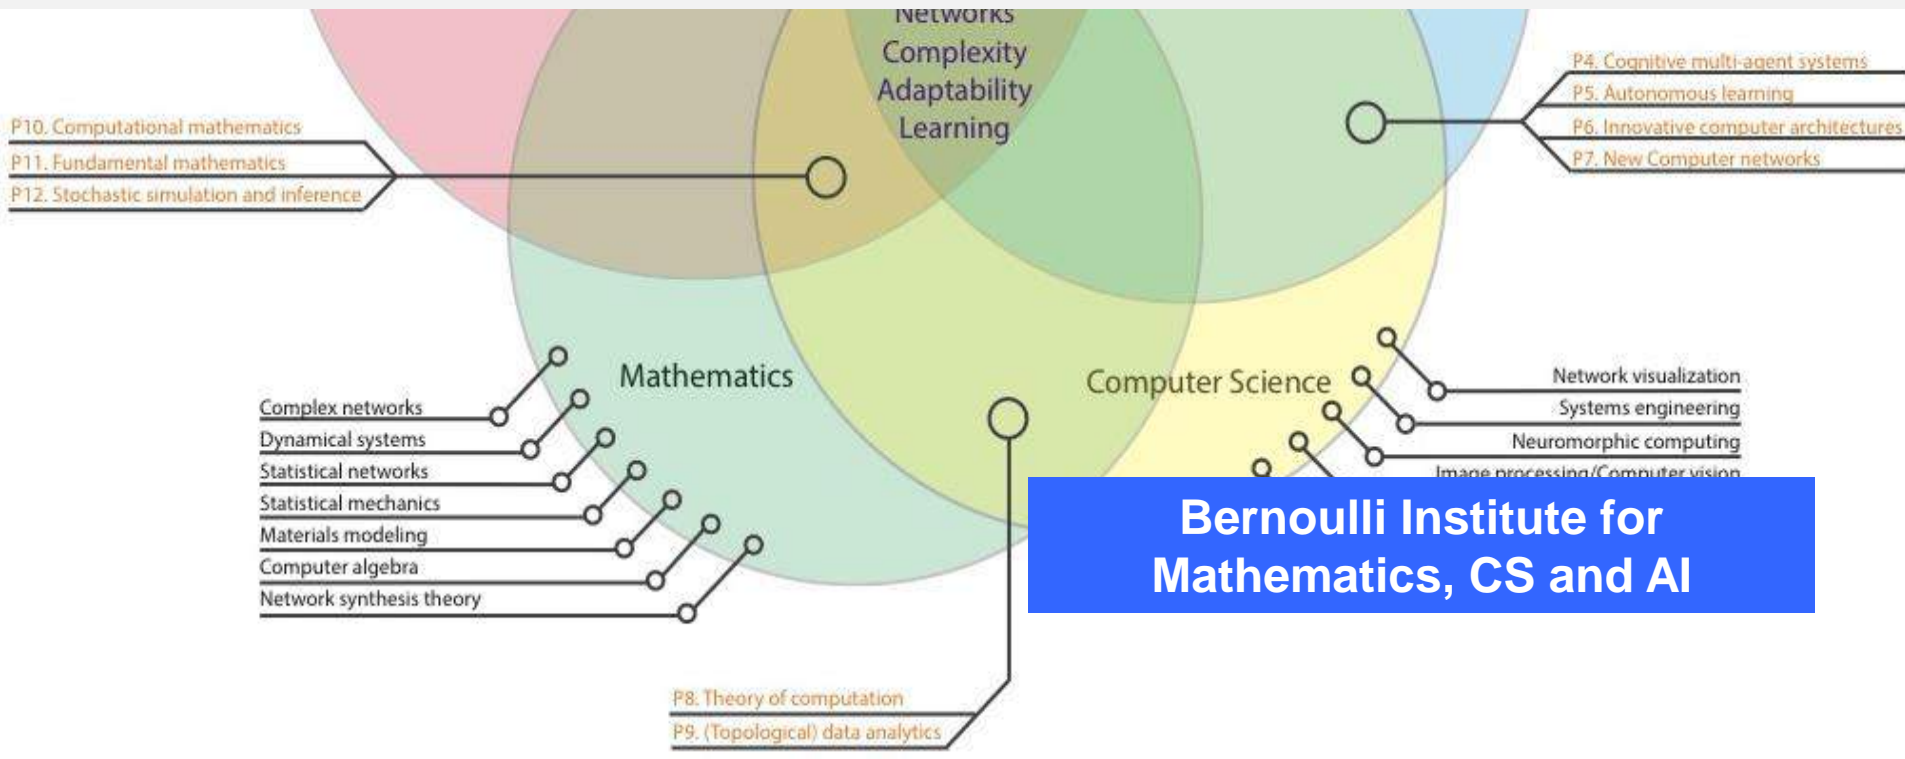 Networks
Complexity
Adaptability
Learning
P4. Cognitive multi-agent systems
P5. Autonomous learning
P6. Innovative computer architectures
P7. New Computer networks
P10. Computational mathematics
P11. Fundamental mathematics
P12. Stochastic simulation and inference
Mathematics
Computer Science
Complex networks
Dynamical systems
Statistical networks
Statistical mechanics
Materials modeling
Computer algebra
Network synthesis theory
Network visualization
Systems engineering
Neuromorphic computing
Image processing/Computer vision
Bernoulli Institute for
Mathematics, CS and AI
P8. Theory of computation
P9. (Topological) data analytics